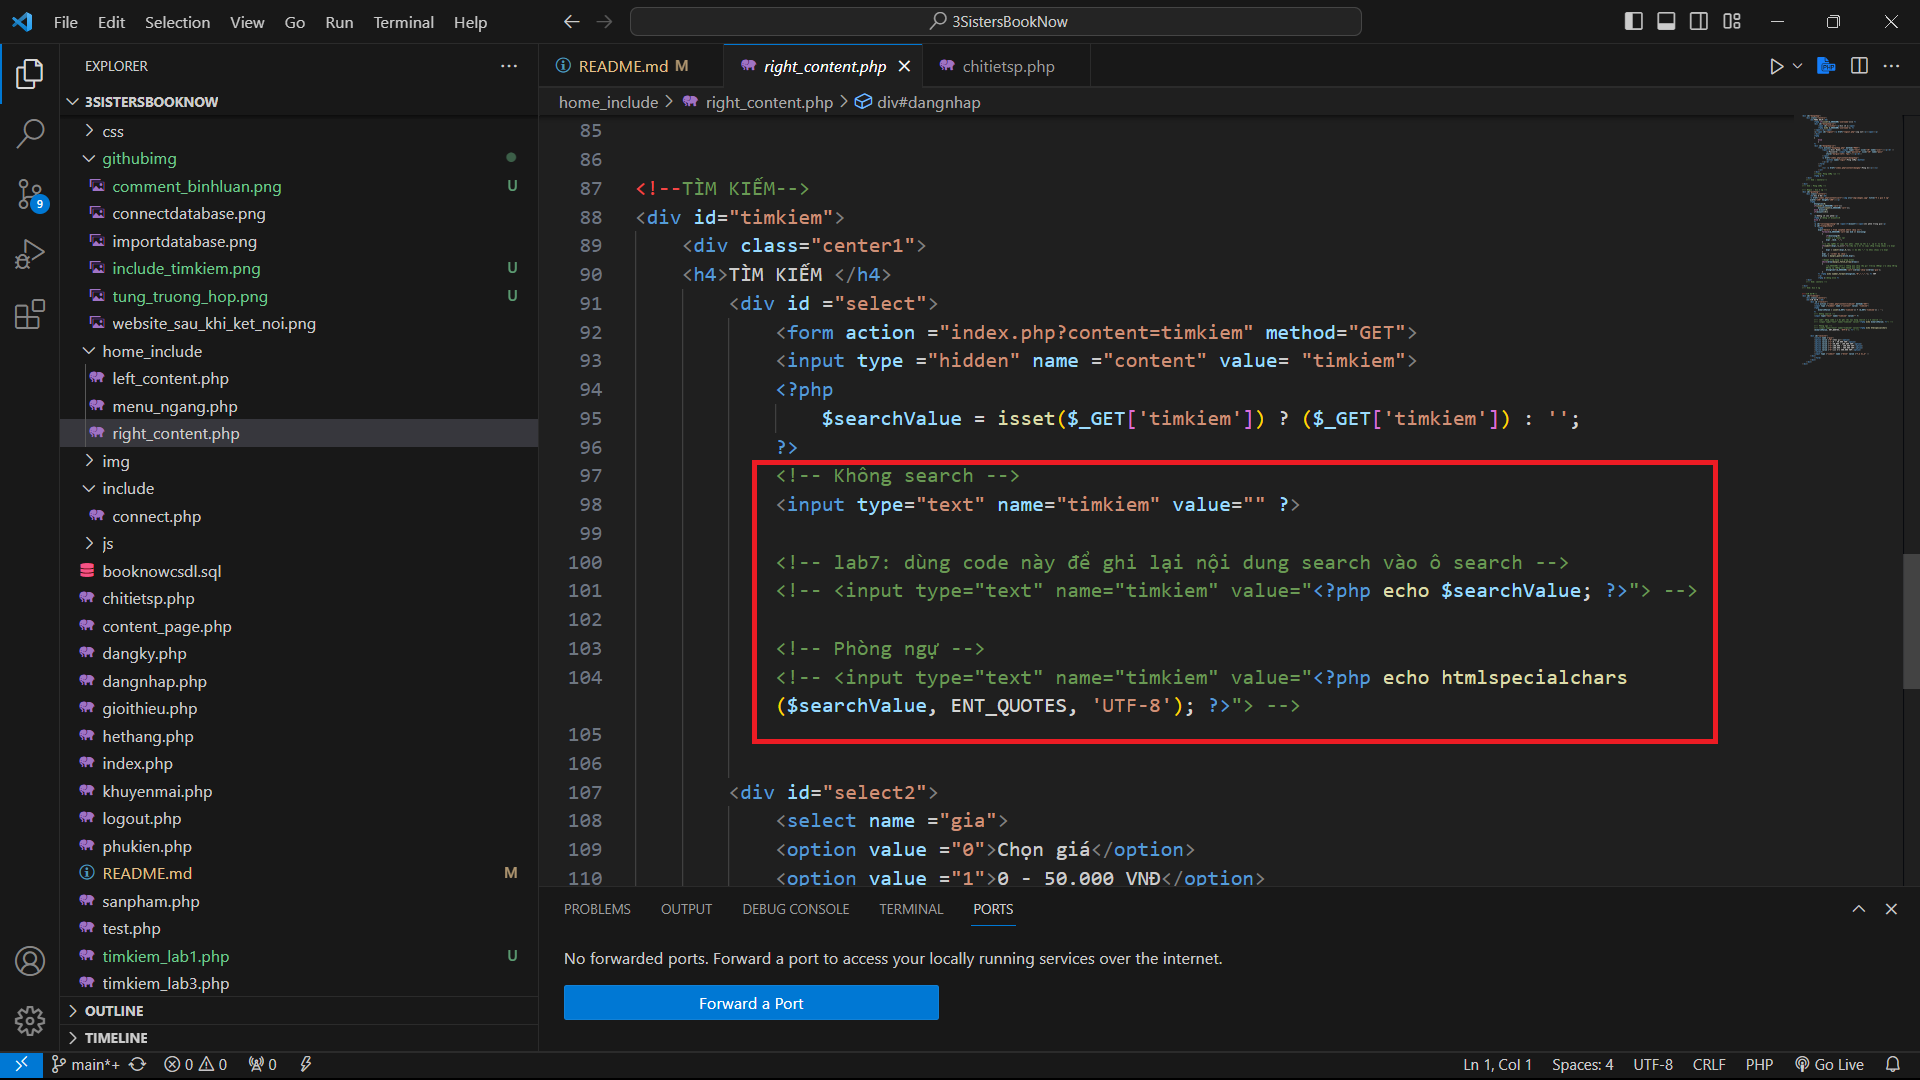 File Edit Selection View Go Run Terminal Help
3SistersBookNow
EXPLORER
3SISTERSBOOKNOW
css
githubimg
comment_binhluan.png U
connectdatabase.png
importdatabase.png
include_timkiem.png U
tung_truong_hop.png U
website_sau_khi_ket_noi.png
home_include
left_content.php
menu_ngang.php
right_content.php
img
include
connect.php
js
booknowcsdl.sql
chitietsp.php
content_page.php
dangky.php
dangnhap.php
gioithieu.php
hethang.php
index.php
khuyenmai.php
logout.php
phukien.php
README.md M
sanpham.php
test.php
timkiem_lab1.php U
timkiem_lab3.php
OUTLINE
TIMELINE
9
README.md M right_content.php chitietsp.php
home_include > right_content.php > div#dangnhap
85
86
87 <!--TÌM KIẾM-->
88 <div id="timkiem">
89 <div class="center1">
90 <h4>TÌM KIẾM </h4>
91 <div id ="select">
92 <form action ="index.php?content=timkiem" method="GET">
93 <input type ="hidden" name ="content" value= "timkiem">
94 <?php
95 $searchValue = isset($_GET['timkiem']) ? ($_GET['timkiem']) : '';
96 ?>
97 <!-- Không search -->
98 <input type="text" name="timkiem" value="" ?>
99
100 <!-- lab7: dùng code này để ghi lại nội dung search vào ô search -->
101 <!-- <input type="text" name="timkiem" value="<?php echo $searchValue; ?>"> -->
102
103 <!-- Phòng ngự -->
104 <!-- <input type="text" name="timkiem" value="<?php echo htmlspecialchars
($searchValue, ENT_QUOTES, 'UTF-8'); ?>"> -->
105
106
107 <div id="select2">
108 <select name ="gia">
109 <option value ="0">Chọn giá</option>
110 <option value ="1">0 - 50.000 VNĐ</option>
PROBLEMS OUTPUT DEBUG CONSOLE TERMINAL PORTS
No forwarded ports. Forward a port to access your locally running services over the internet.
Forward a Port
main*+ 0 0 0 Ln 1, Col 1 Spaces: 4 UTF-8 CRLF PHP Go Live